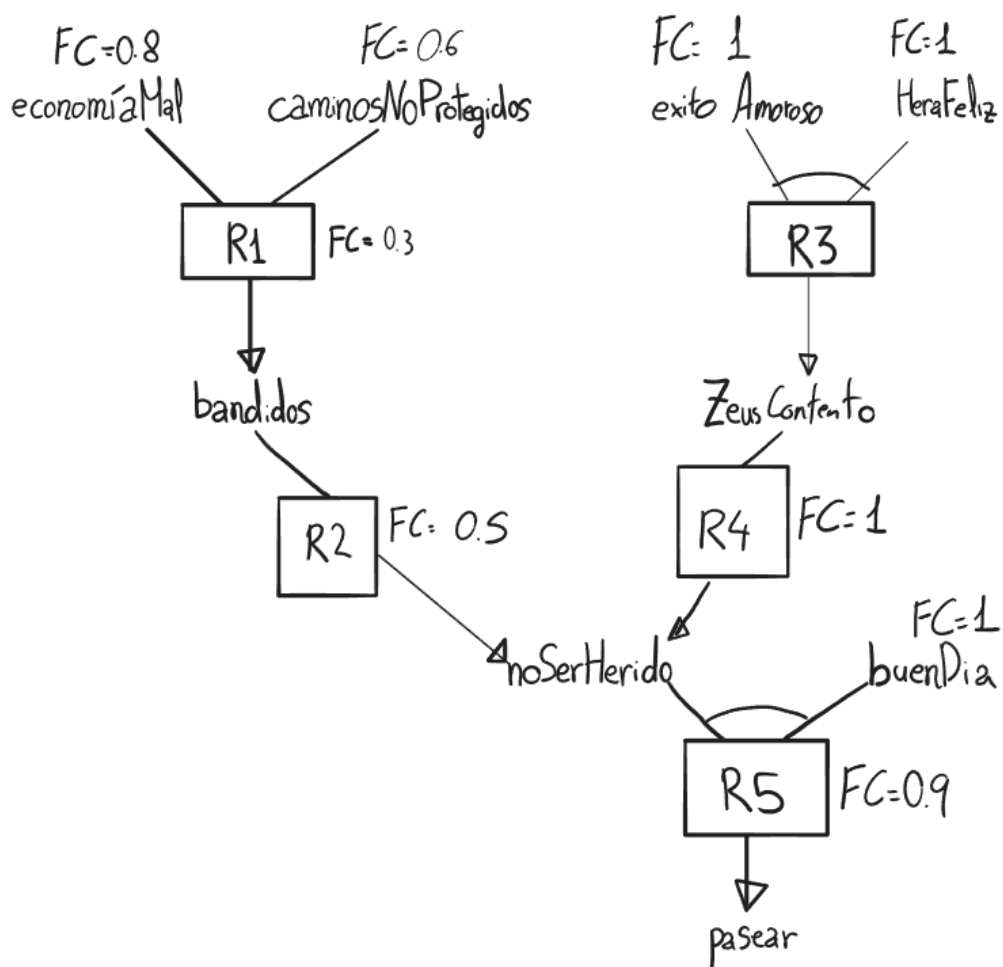 FC=0.8
economíaMal
FC=0.6
caminosNoProtegidos
FC=1
exito Amoroso
FC=1
HeraFeliz
R1
FC=0.3
R3
bandidos
ZeusContento
R2
FC=0.5
R4
FC=1
noSerHerido
FC=1
buenDia
R5
FC=0.9
pasear